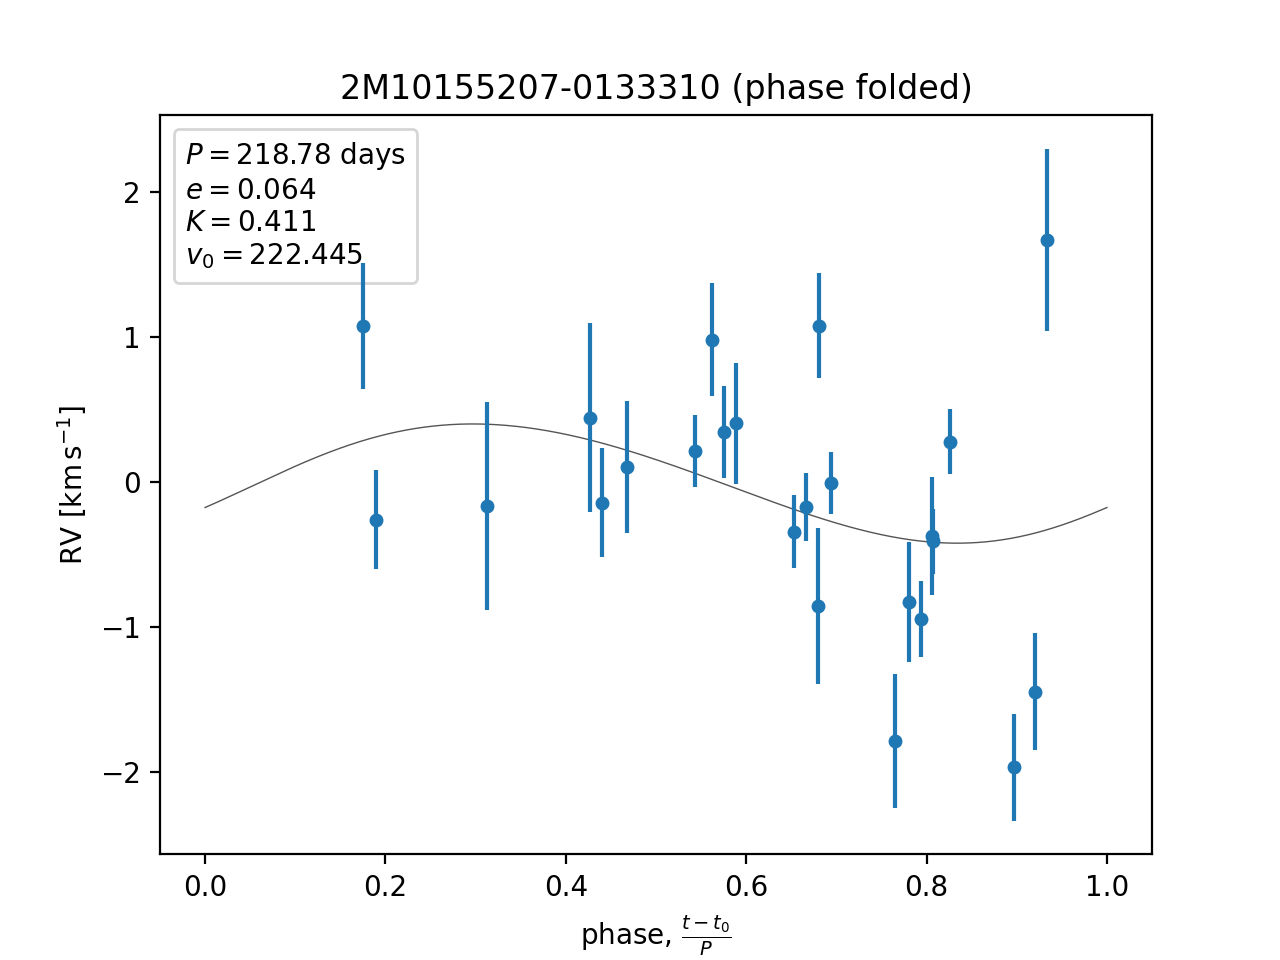 2M10155207-0133310 (phase folded)
P = 218.78 days
e = 0.064
K = 0.411
v₀ = 222.445
2
1
0
−1
−2
RV [km s⁻¹]
0.0 0.2 0.4 0.6 0.8 1.0
phase, (t − t₀)/P